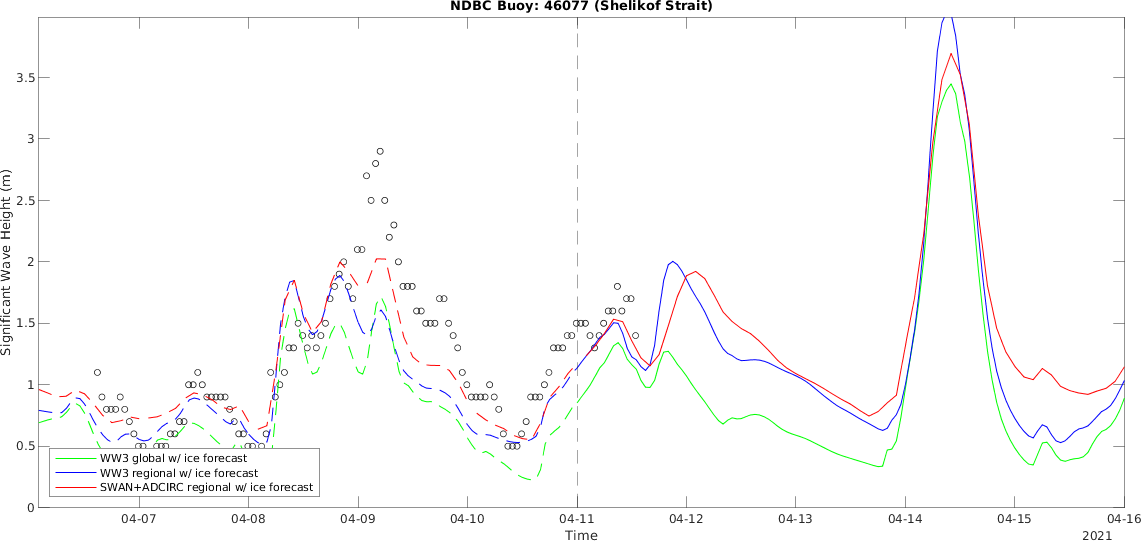 NDBC Buoy: 46077 (Shelikof Strait)
Significant Wave Height (m)
3.5
3
2.5
2
1.5
1
0.5
0
WW3 global w/ ice forecast
WW3 regional w/ ice forecast
SWAN+ADCIRC regional w/ ice forecast
04-07 04-08 04-09 04-10 04-11 04-12 04-13 04-14 04-15 04-16
Time
2021